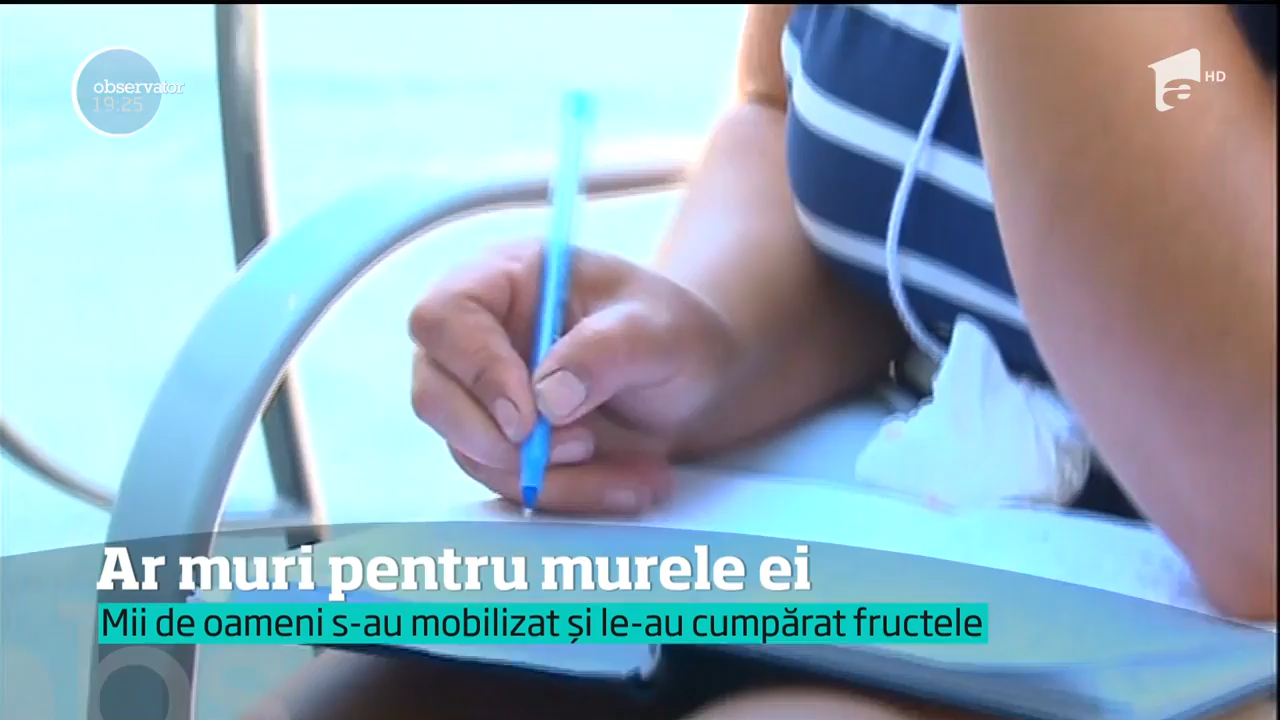 observator
19:25
HD
Ar muri pentru murele ei
Mii de oameni s-au mobilizat și le-au cumpărat fructele